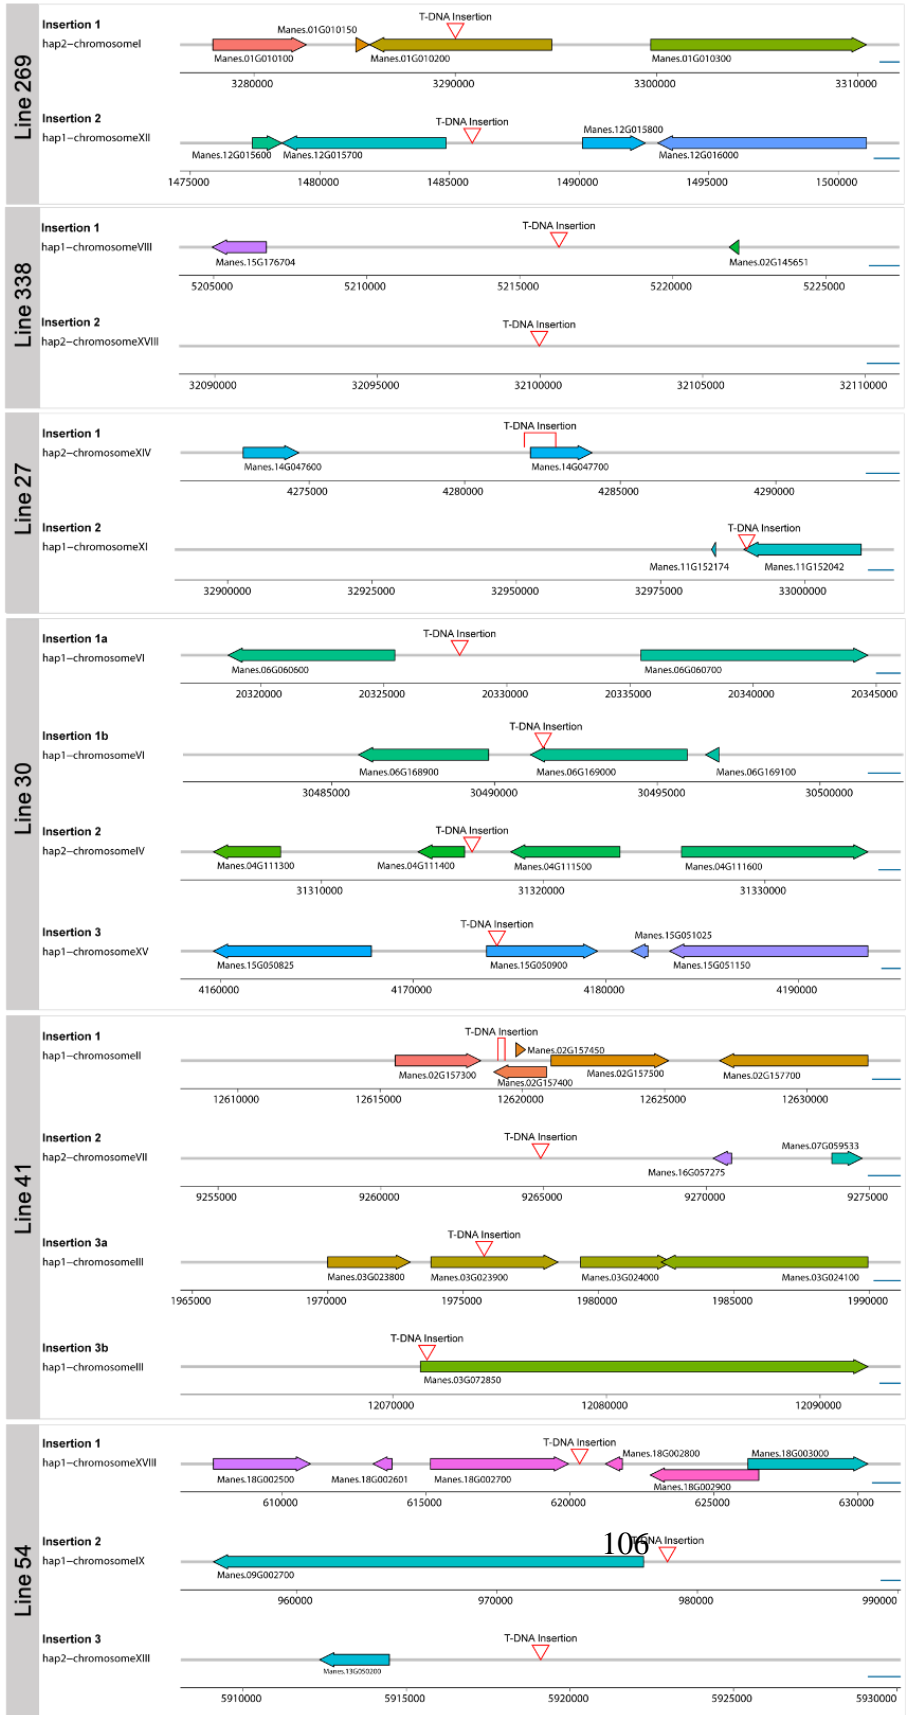 Line 269
Insertion 1
hap2–chromosomeI
Manes.01G010150
T-DNA Insertion
Manes.01G010100
Manes.01G010200
Manes.01G010300
3280000 3290000 3300000 3310000
Insertion 2
hap1–chromosomeXII
T-DNA Insertion
Manes.12G015800
Manes.12G015600
Manes.12G015700
Manes.12G016000
1475000 1480000 1485000 1490000 1495000 1500000
Line 338
Insertion 1
hap1–chromosomeVIII
T-DNA Insertion
Manes.15G176704
Manes.02G145651
5205000 5210000 5215000 5220000 5225000
Insertion 2
hap2–chromosomeXVIII
T-DNA Insertion
32090000 32095000 32100000 32105000 32110000
Line 27
Insertion 1
hap2–chromosomeXIV
T-DNA Insertion
Manes.14G047600
Manes.14G047700
4275000 4280000 4285000 4290000
Insertion 2
hap1–chromosomeXI
T-DNA Insertion
Manes.11G152174
Manes.11G152042
32900000 32925000 32950000 32975000 33000000
Line 30
Insertion 1a
hap1–chromosomeVI
T-DNA Insertion
Manes.06G060600
Manes.06G060700
20320000 20325000 20330000 20335000 20340000 20345000
Insertion 1b
hap1–chromosomeVI
T-DNA Insertion
Manes.06G168900
Manes.06G169000
Manes.06G169100
30485000 30490000 30495000 30500000
Insertion 2
hap2–chromosomeIV
T-DNA Insertion
Manes.04G111300
Manes.04G111400
Manes.04G111500
Manes.04G111600
31310000 31320000 31330000
Insertion 3
hap1–chromosomeXV
T-DNA Insertion
Manes.15G051025
Manes.15G050825
Manes.15G050900
Manes.15G051150
4160000 4170000 4180000 4190000
Line 41
Insertion 1
hap1–chromosomeII
T-DNA Insertion
Manes.02G157450
Manes.02G157300
Manes.02G157400
Manes.02G157500
Manes.02G157700
12610000 12615000 12620000 12625000 12630000
Insertion 2
hap2–chromosomeVII
T-DNA Insertion
Manes.07G059533
Manes.16G057275
9255000 9260000 9265000 9270000 9275000
Insertion 3a
hap1–chromosomeIII
T-DNA Insertion
Manes.03G023800
Manes.03G023900
Manes.03G024000
Manes.03G024100
1965000 1970000 1975000 1980000 1985000 1990000
Insertion 3b
hap1–chromosomeIII
T-DNA Insertion
Manes.03G072850
12070000 12080000 12090000
Line 54
Insertion 1
hap1–chromosomeXVIII
T-DNA Insertion
Manes.18G002800
Manes.18G003000
Manes.18G002500
Manes.18G002601
Manes.18G002700
Manes.18G002900
610000 615000 620000 625000 630000
Insertion 2
hap1–chromosomeIX
106
T-DNA Insertion
Manes.09G002700
960000 970000 980000 990000
Insertion 3
hap2–chromosomeXIII
T-DNA Insertion
Manes.13G050200
5910000 5915000 5920000 5925000 5930000